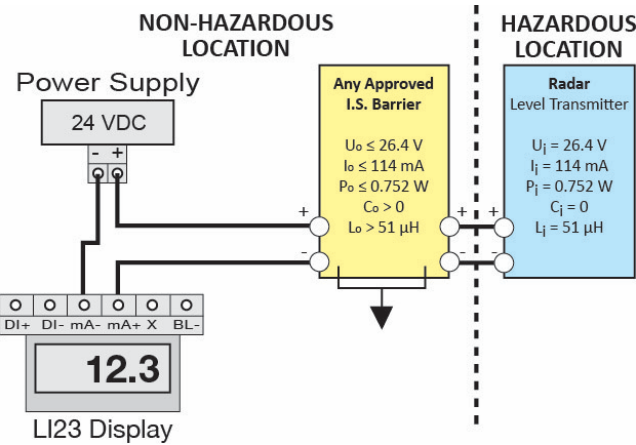 NON-HAZARDOUS
LOCATION
HAZARDOUS
LOCATION
Power Supply
24 VDC
- +
Any Approved
I.S. Barrier
Uo ≤ 26.4 V
Io ≤ 114 mA
Po ≤ 0.752 W
Co > 0
Lo > 51 µH
+
-
+
-
Radar
Level Transmitter
Ui = 26.4 V
Ii = 114 mA
Pi = 0.752 W
Ci = 0
Li = 51 µH
+
-
DI+ DI- mA- mA+ X BL-
12.3
LI23 Display